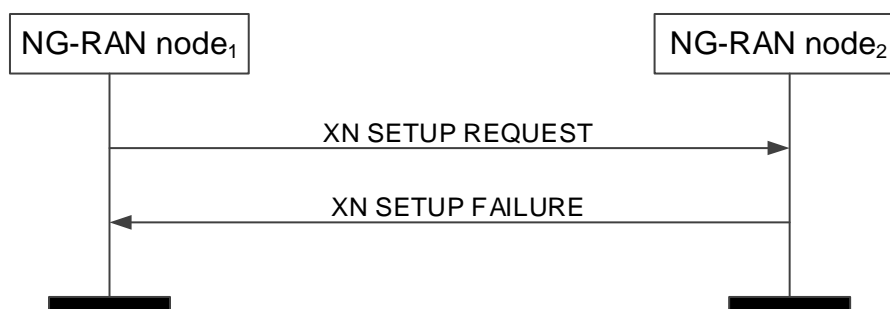 NG-RAN node₁
NG-RAN node₂
XN SETUP REQUEST
XN SETUP FAILURE